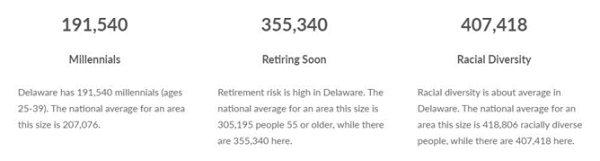 191,540
Millennials
Delaware has 191,540 millennials (ages
25-39). The national average for an area
this size is 207,076.
355,340
Retiring Soon
Retirement risk is high in Delaware. The
national average for an area this size is
305,195 people 55 or older, while there
are 355,340 here.
407,418
Racial Diversity
Racial diversity is about average in
Delaware. The national average for an
area this size is 418,806 racially diverse
people, while there are 407,418 here.